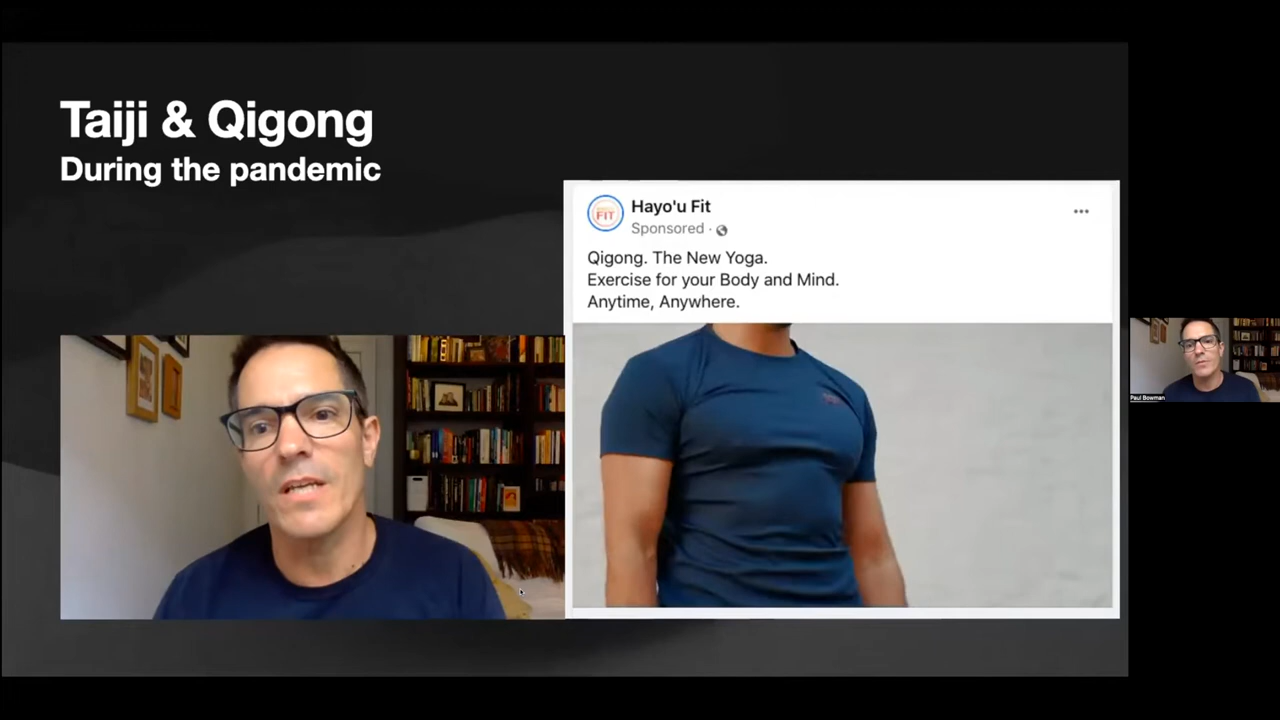 Taiji & Qigong
During the pandemic
FIT
Hayo'u Fit
Sponsored ·
Qigong. The New Yoga.
Exercise for your Body and Mind.
Anytime, Anywhere.
Paul Bowman